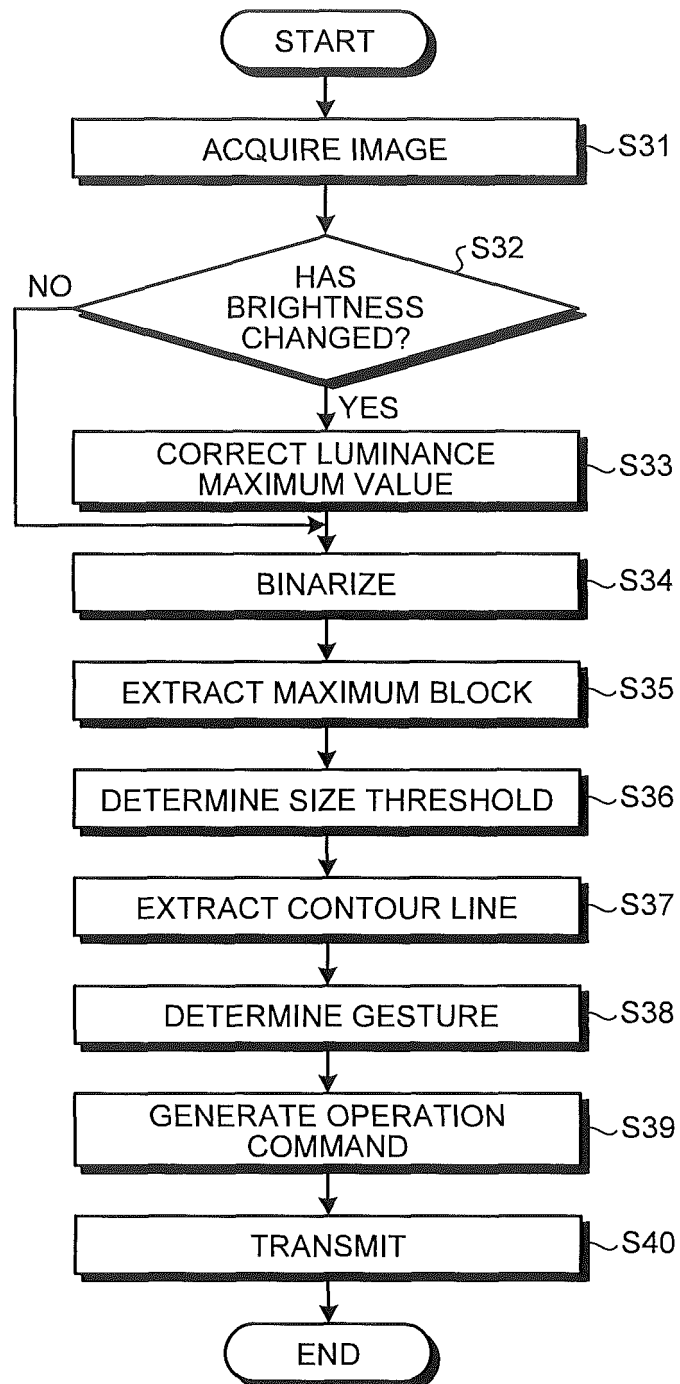 START
ACQUIRE IMAGE
S31
S32
HAS
BRIGHTNESS
CHANGED?
NO
YES
CORRECT LUMINANCE
MAXIMUM VALUE
S33
BINARIZE
S34
EXTRACT MAXIMUM BLOCK
S35
DETERMINE SIZE THRESHOLD
S36
EXTRACT CONTOUR LINE
S37
DETERMINE GESTURE
S38
GENERATE OPERATION
COMMAND
S39
TRANSMIT
S40
END